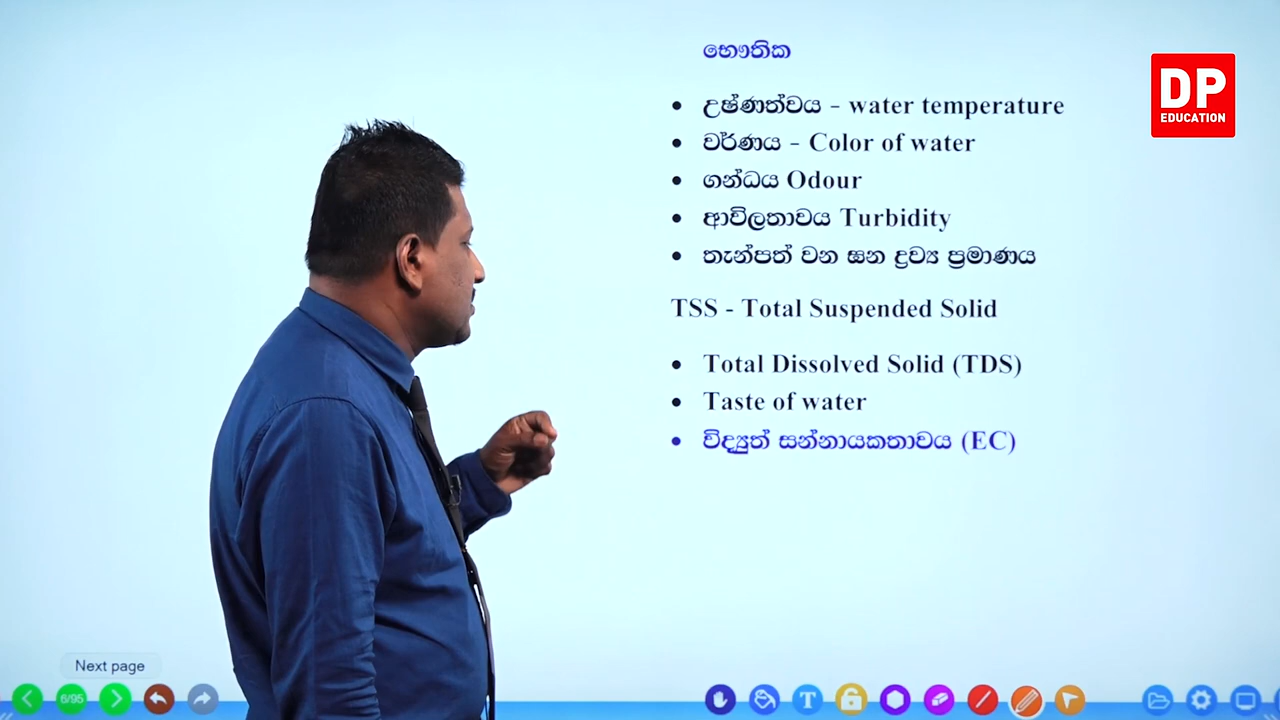 භෞතික
DP
EDUCATION
• උෂ්ණත්වය - water temperature
• වර්ණය - Color of water
• ගන්ධය Odour
• ආවිලතාවය Turbidity
• තැන්පත් වන ඝන ද්‍රව්‍ය ප්‍රමාණය
TSS - Total Suspended Solid
• Total Dissolved Solid (TDS)
• Taste of water
• විද්‍යුත් සන්නායකතාවය (EC)
Next page
6/95
T